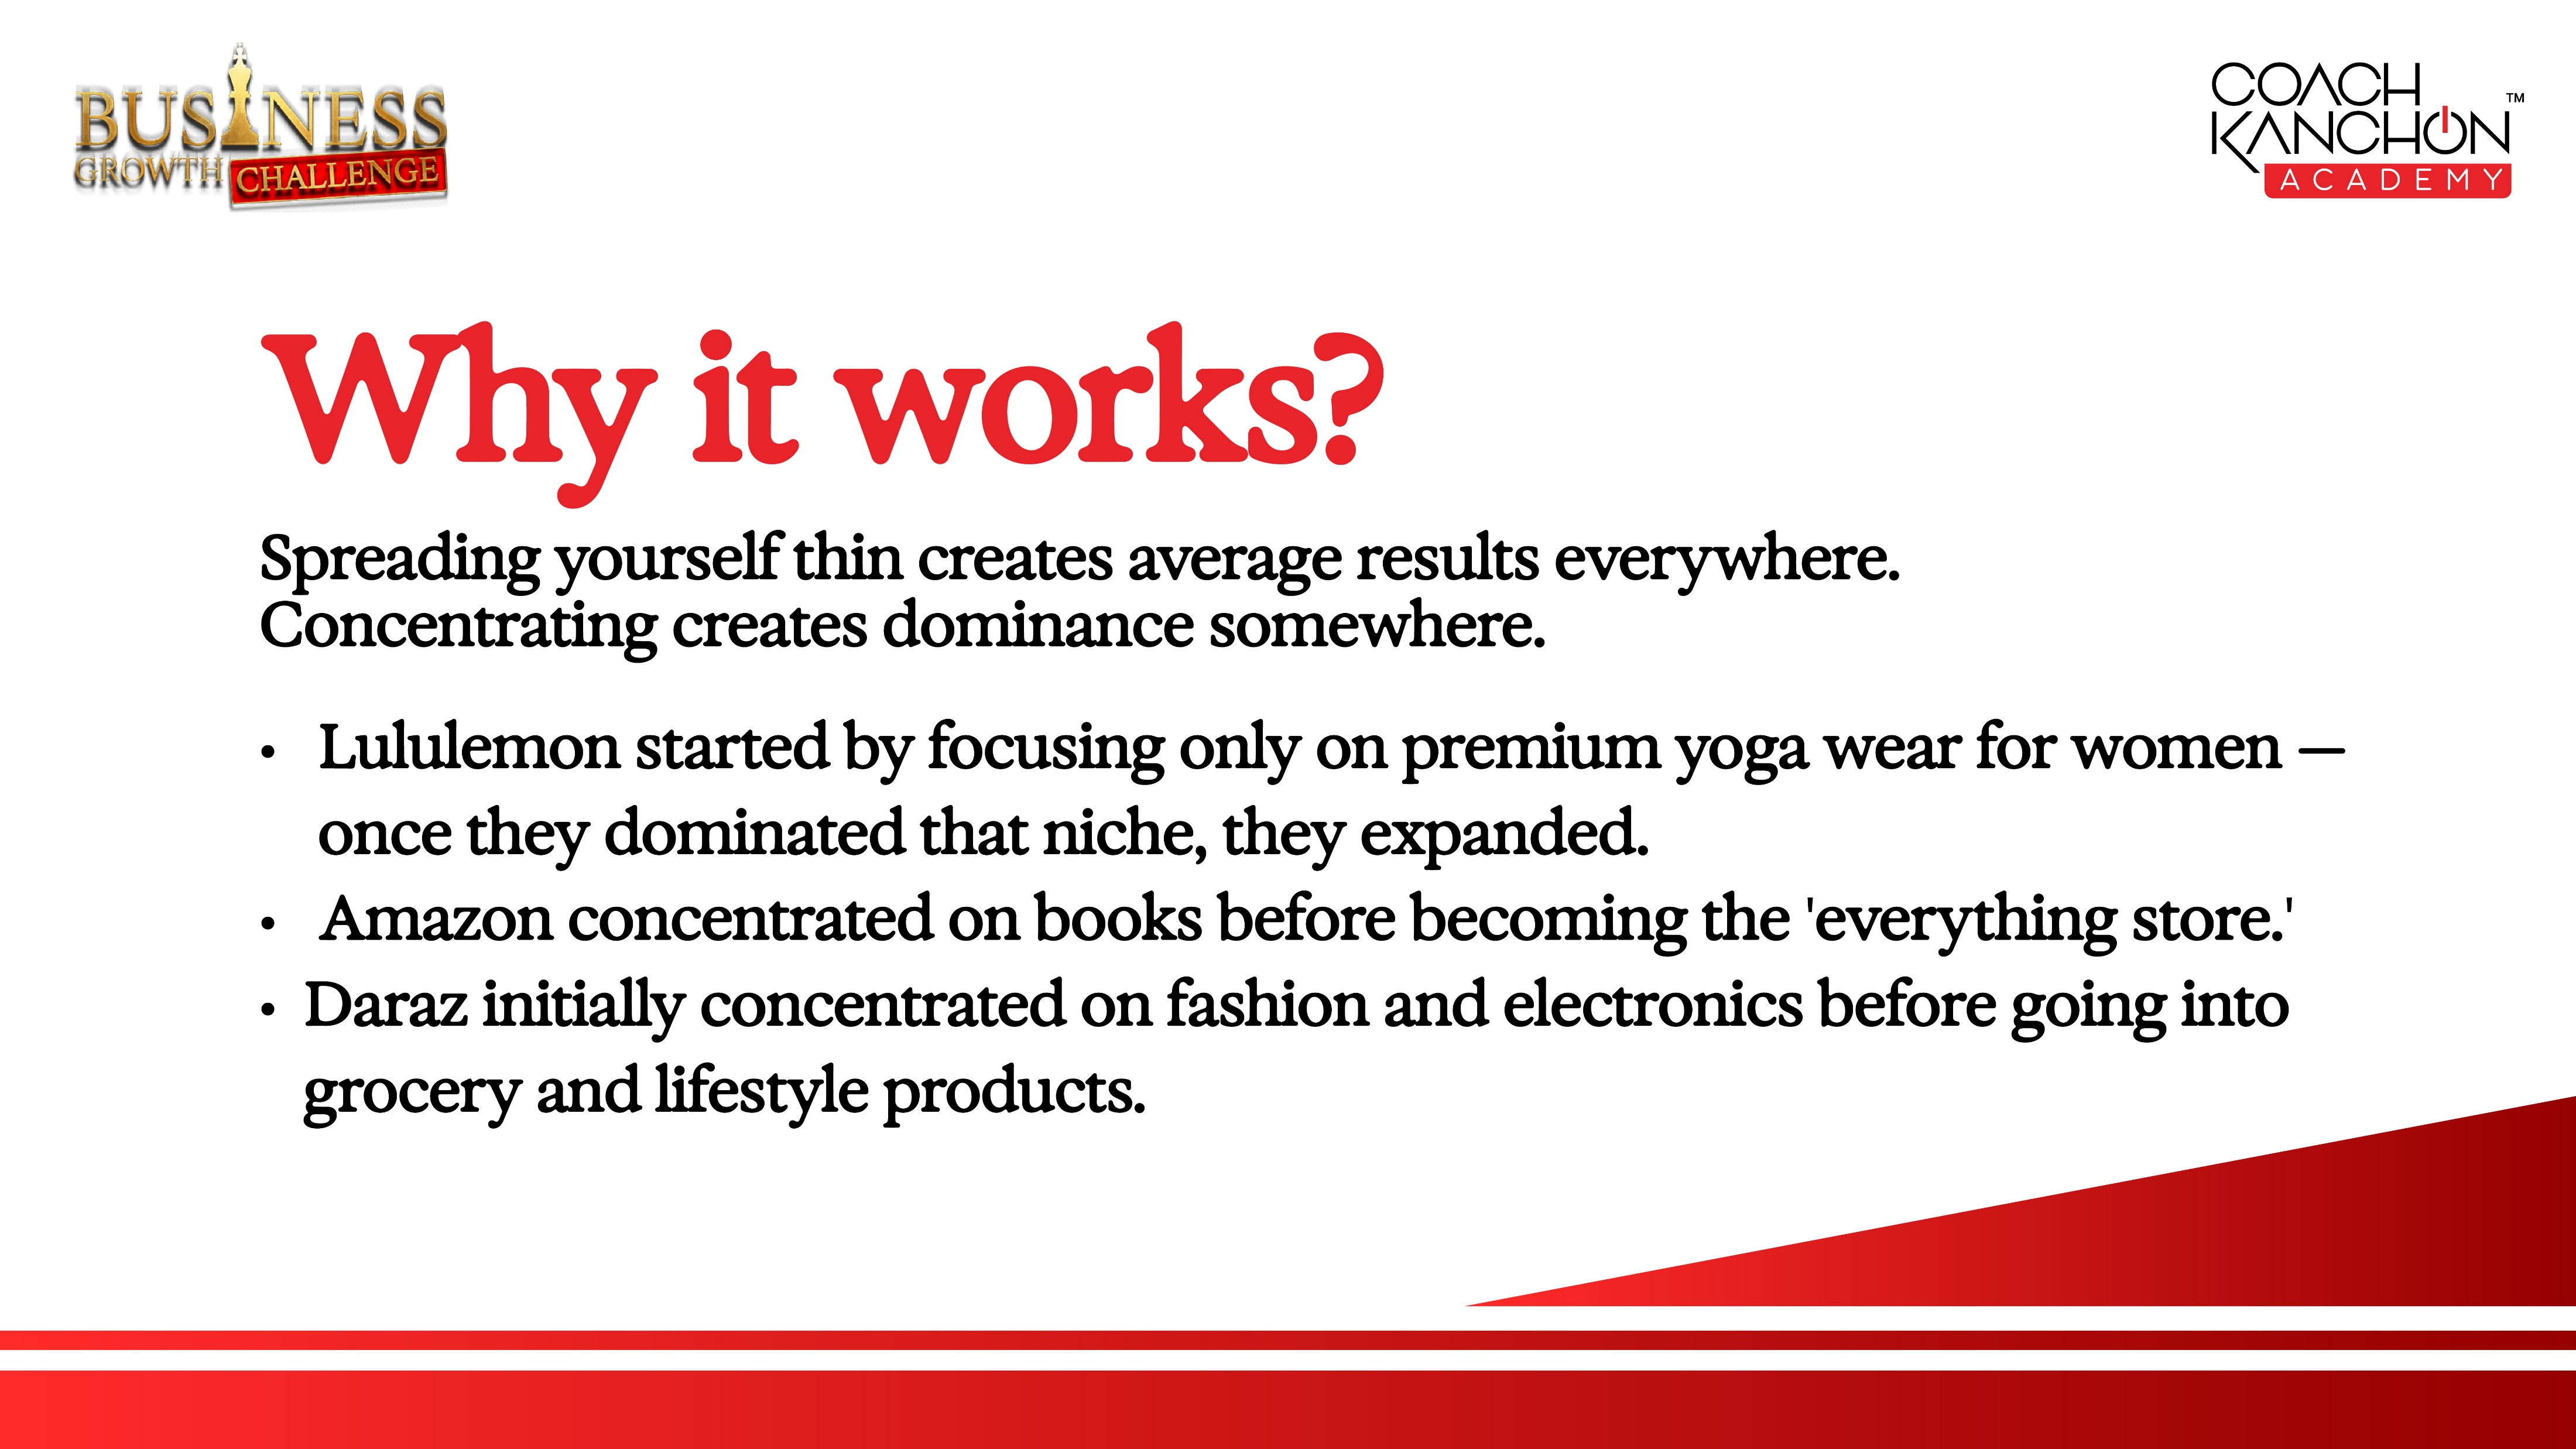 BUSINESS
GROWTH CHALLENGE
COACH
KANCHON
TM
ACADEMY
Why it works?
Spreading yourself thin creates average results everywhere.
Concentrating creates dominance somewhere.
• Lululemon started by focusing only on premium yoga wear for women —
once they dominated that niche, they expanded.
• Amazon concentrated on books before becoming the 'everything store.'
• Daraz initially concentrated on fashion and electronics before going into
grocery and lifestyle products.